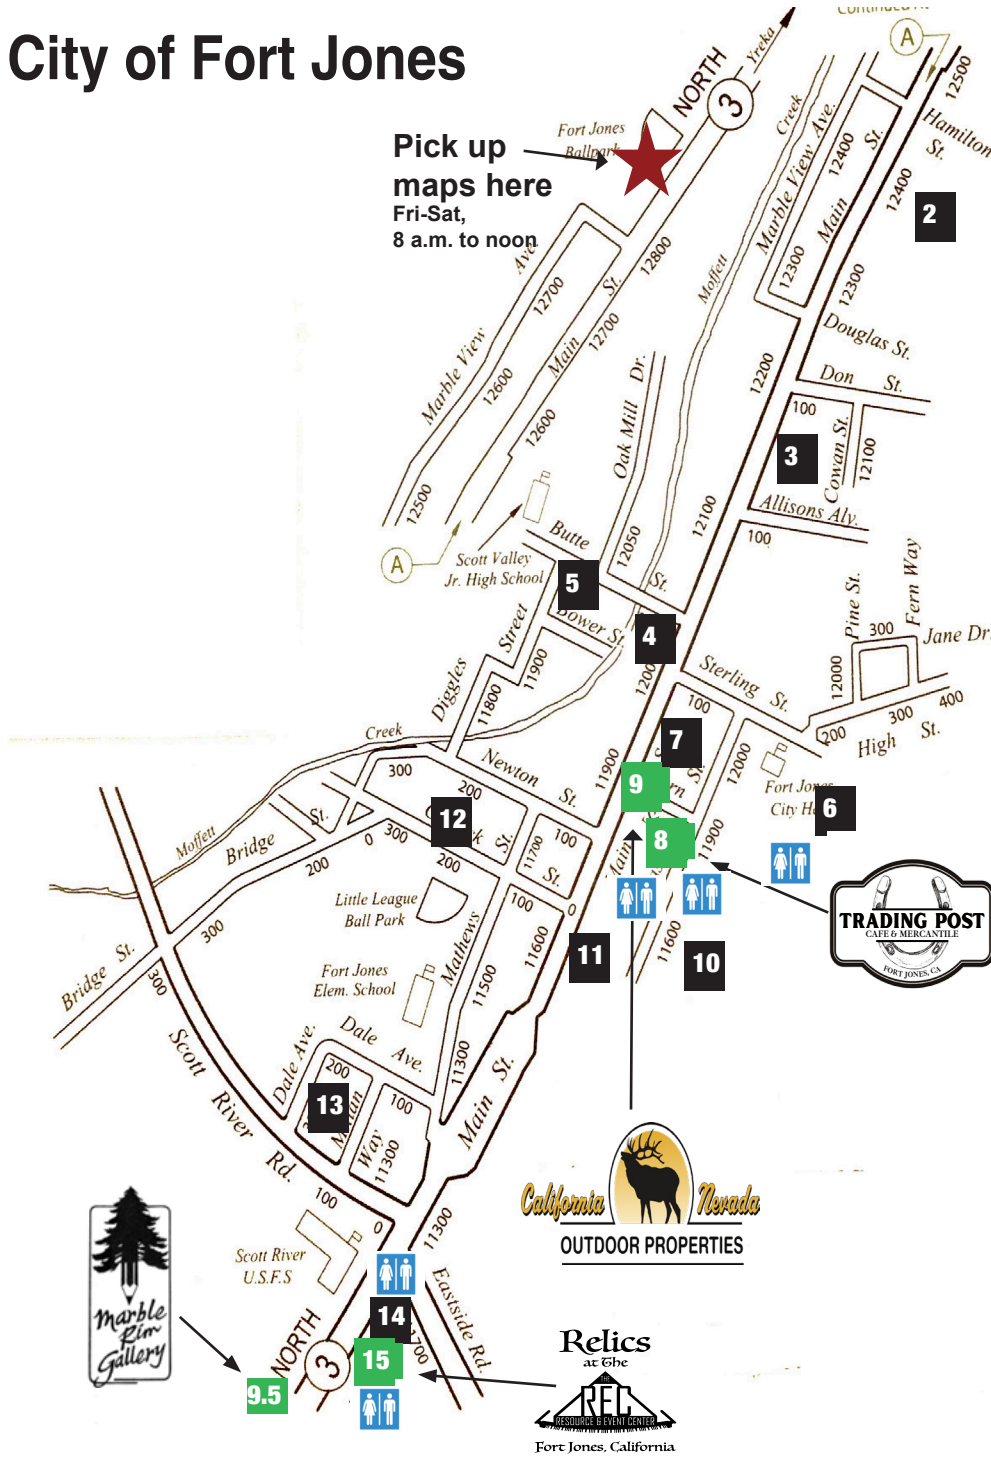 City of Fort Jones
Continued At
A
12500
NORTH
Yreka
3
Fort Jones
Ballpark
Pick up
maps here
Fri-Sat,
8 a.m. to noon
Creek
Marble View Ave.
12400
St.
Main
12300
Hamilton
St.
12400
2
12300
Moffett
12800
Ave.
12700
St.
12700
Main
Marble View
12600
12600
12500
Douglas St.
12200
Don St.
100
Cowan St.
12100
3
Oak Mill Dr.
12100
Allisons Alv.
100
A
Scott Valley
Jr. High School
Butte
St.
12050
5
Bower St.
4
Diggles Street
11900
11800
1200
Sterling St.
100
Pine St.
Fern Way
300
Jane Dr.
12000
200
300
400
High St.
7
11900
12000
St.
9
8
Main
11900
Fort Jones
6
Creek
Newton St.
300
200
12
100
11700
St.
St.
100
0
Moffett
Bridge St.
200
0
300
200
Little League
Ball Park
Mathews
11600
11
11600
10
TRADING POST
CAFE & MERCANTILE
FORT JONES, CA
Bridge St.
300
300
Fort Jones
Elem. School
11500
11300
Scott River Rd.
Dale Ave.
Dale Ave.
200
13
100
Way
11300
Main St.
100
0
11300
California Nevada
OUTDOOR PROPERTIES
Scott River
U.S.F.S
Eastside Rd.
14
15
NORTH
3
9.5
Marble
Rim
Gallery
Relics
at The
THE
REC
RESOURCE & EVENT CENTER
Fort Jones, California